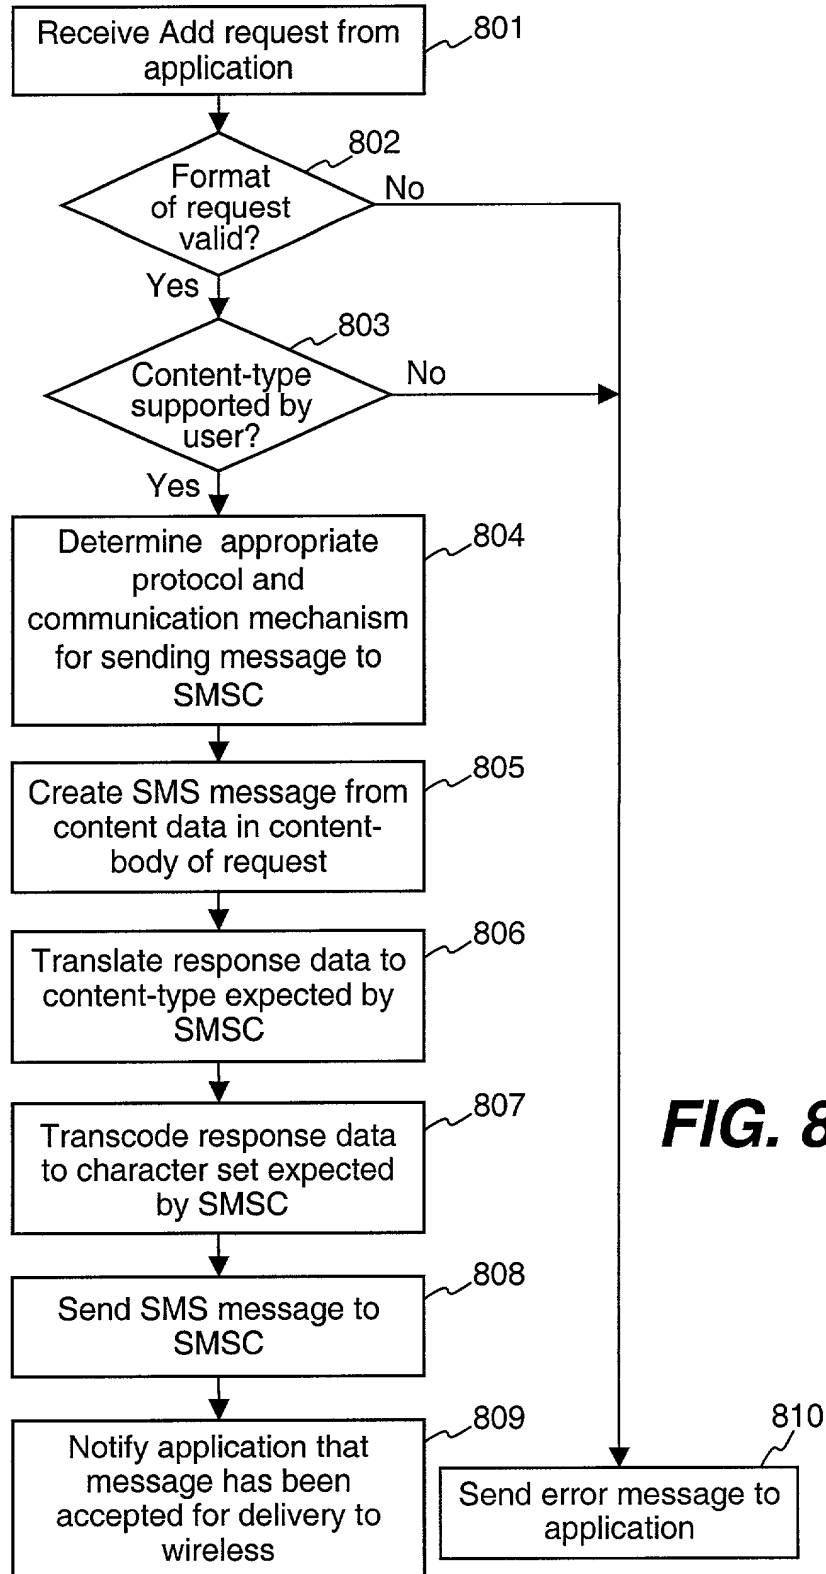 Receive Add request from
application
801
802
Format
of request
valid?
No
Yes
803
Content-type
supported by
user?
No
Yes
Determine appropriate
protocol and
communication mechanism
for sending message to
SMSC
804
Create SMS message from
content data in content-
body of request
805
Translate response data to
content-type expected by
SMSC
806
Transcode response data
to character set expected
by SMSC
807
FIG. 8
Send SMS message to
SMSC
808
Notify application that
message has been
accepted for delivery to
wireless
809
Send error message to
application
810